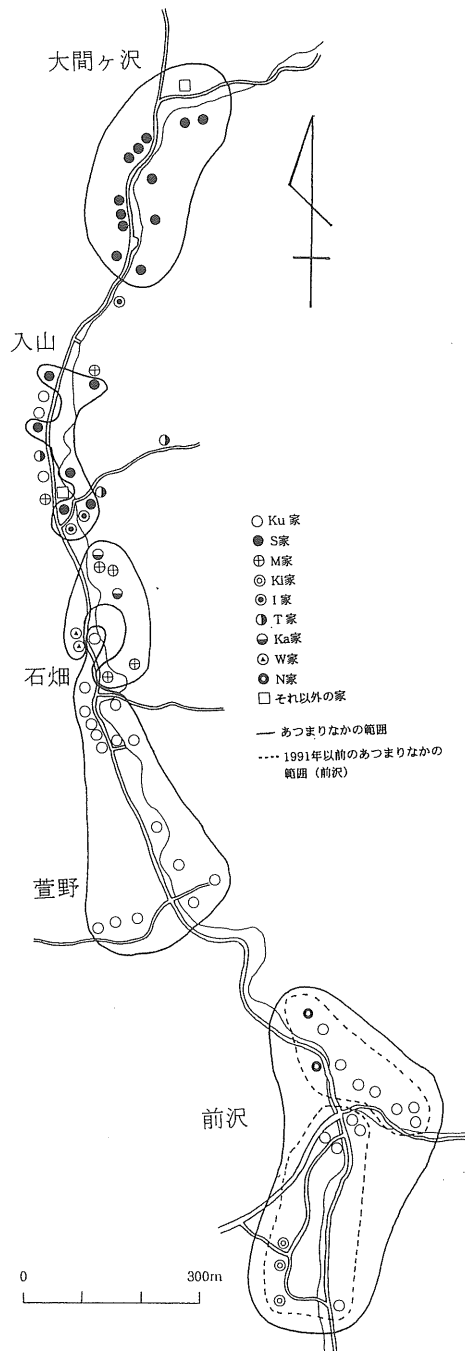 大間ヶ沢
入山
Ku 家
S家
M家
Ki家
I 家
T 家
Ka家
W家
N家
それ以外の家
あつまりなかの範囲
1991年以前のあつまりなかの
範囲（前沢）
石畑
萱野
前沢
0
300m